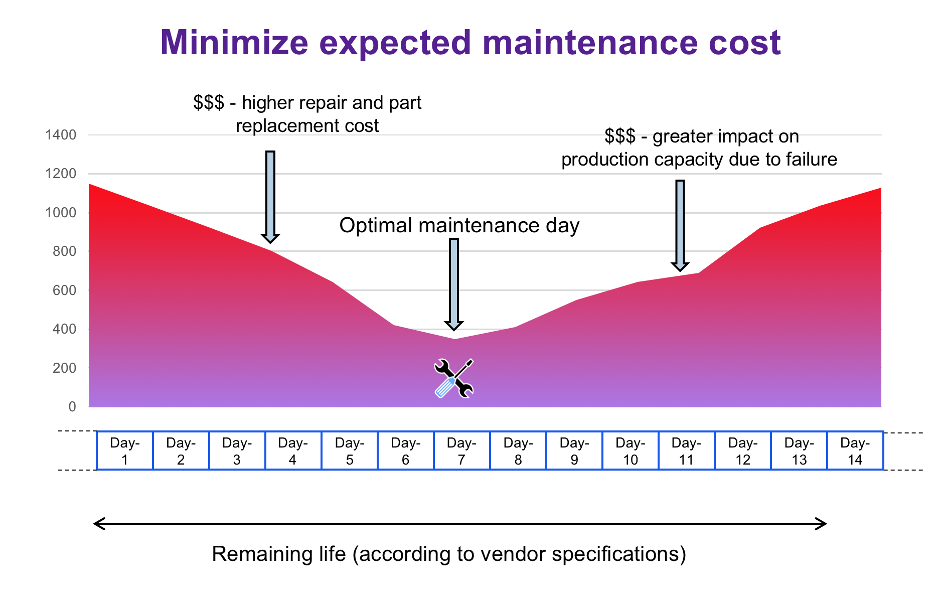 Minimize expected maintenance cost
$$$ - higher repair and part
replacement cost
$$$ - greater impact on
production capacity due to failure
Optimal maintenance day
1400
1200
1000
800
600
400
200
0
Day-1
Day-2
Day-3
Day-4
Day-5
Day-6
Day-7
Day-8
Day-9
Day-10
Day-11
Day-12
Day-13
Day-14
Remaining life (according to vendor specifications)